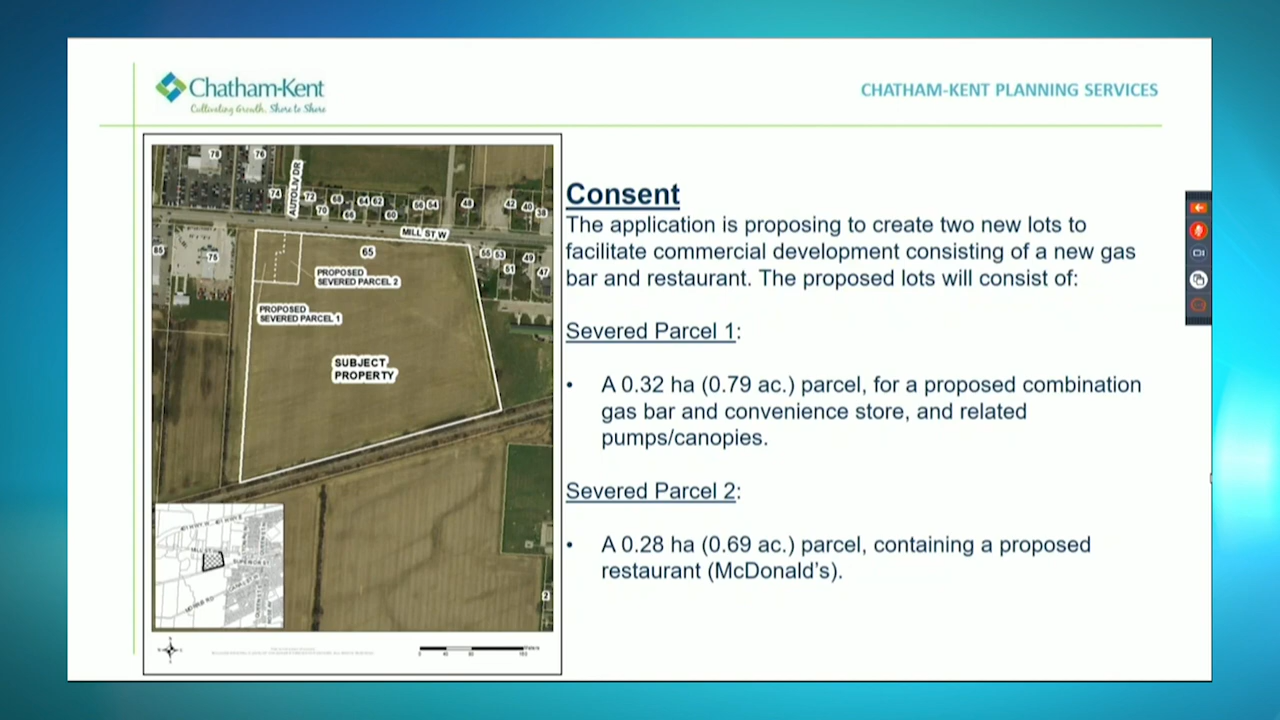 Chatham-Kent
Cultivating Growth, Shore to Shore
CHATHAM-KENT PLANNING SERVICES
78
76
AUTOLIV DR
74
72
70
68
66
64 62
60
56 54
48
42
40
38
MILL ST W
85
75
65
55 53
51
49
47
PROPOSED
SEVERED PARCEL 2
PROPOSED
SEVERED PARCEL 1
SUBJECT
PROPERTY
2
Consent
The application is proposing to create two new lots to
facilitate commercial development consisting of a new gas
bar and restaurant. The proposed lots will consist of:
Severed Parcel 1:
• A 0.32 ha (0.79 ac.) parcel, for a proposed combination
gas bar and convenience store, and related
pumps/canopies.
Severed Parcel 2:
• A 0.28 ha (0.69 ac.) parcel, containing a proposed
restaurant (McDonald's).